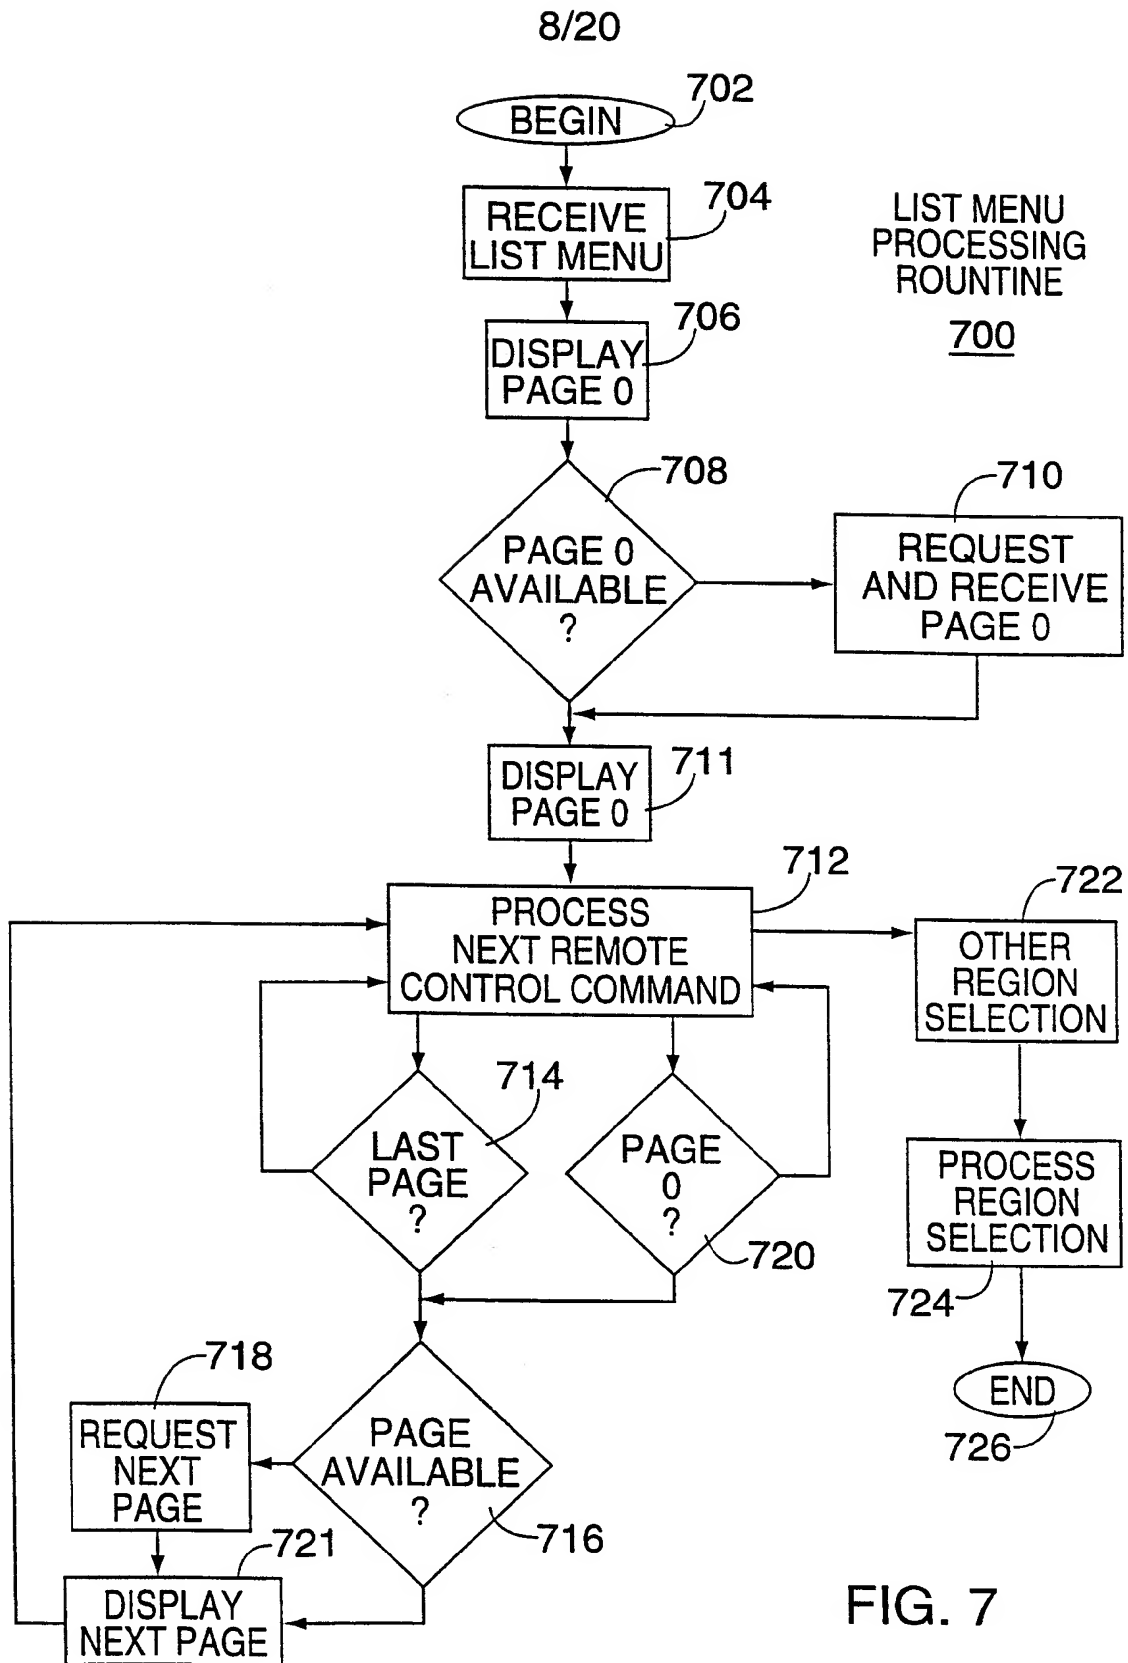 8/20
702
BEGIN
704
RECEIVE
LIST MENU
LIST MENU
PROCESSING
ROUNTINE
700
706
DISPLAY
PAGE 0
708
PAGE 0
AVAILABLE
?
710
REQUEST
AND RECEIVE
PAGE 0
711
DISPLAY
PAGE 0
712
PROCESS
NEXT REMOTE
CONTROL COMMAND
722
OTHER
REGION
SELECTION
714
LAST
PAGE
?
PAGE
0
?
720
PROCESS
REGION
SELECTION
724
END
726
718
REQUEST
NEXT
PAGE
PAGE
AVAILABLE
?
716
721
DISPLAY
NEXT PAGE
FIG. 7